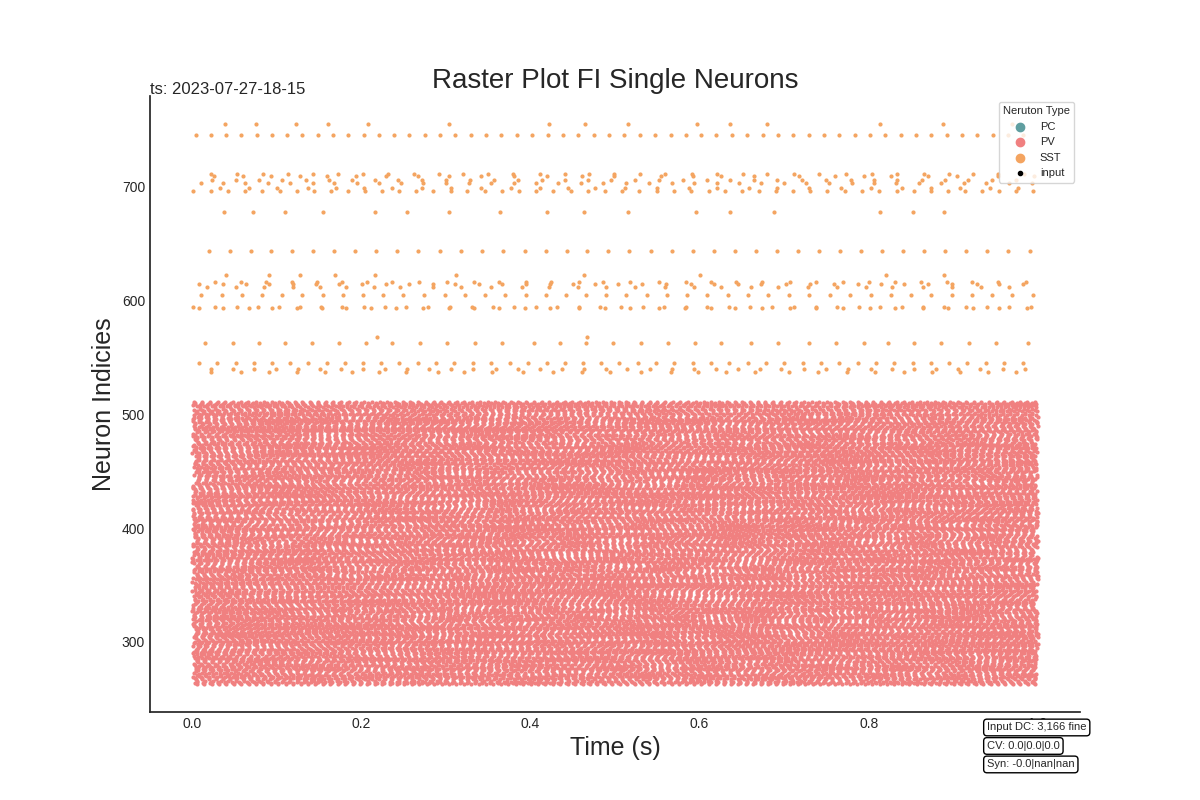 Raster Plot FI Single Neurons
ts: 2023-07-27-18-15
Neruton Type
PC
PV
SST
input
700
600
500
400
300
Neuron Indicies
0.0 0.2 0.4 0.6 0.8
Time (s)
Input DC: 3,166 fine
CV: 0.0|0.0|0.0
Syn: -0.0|nan|nan